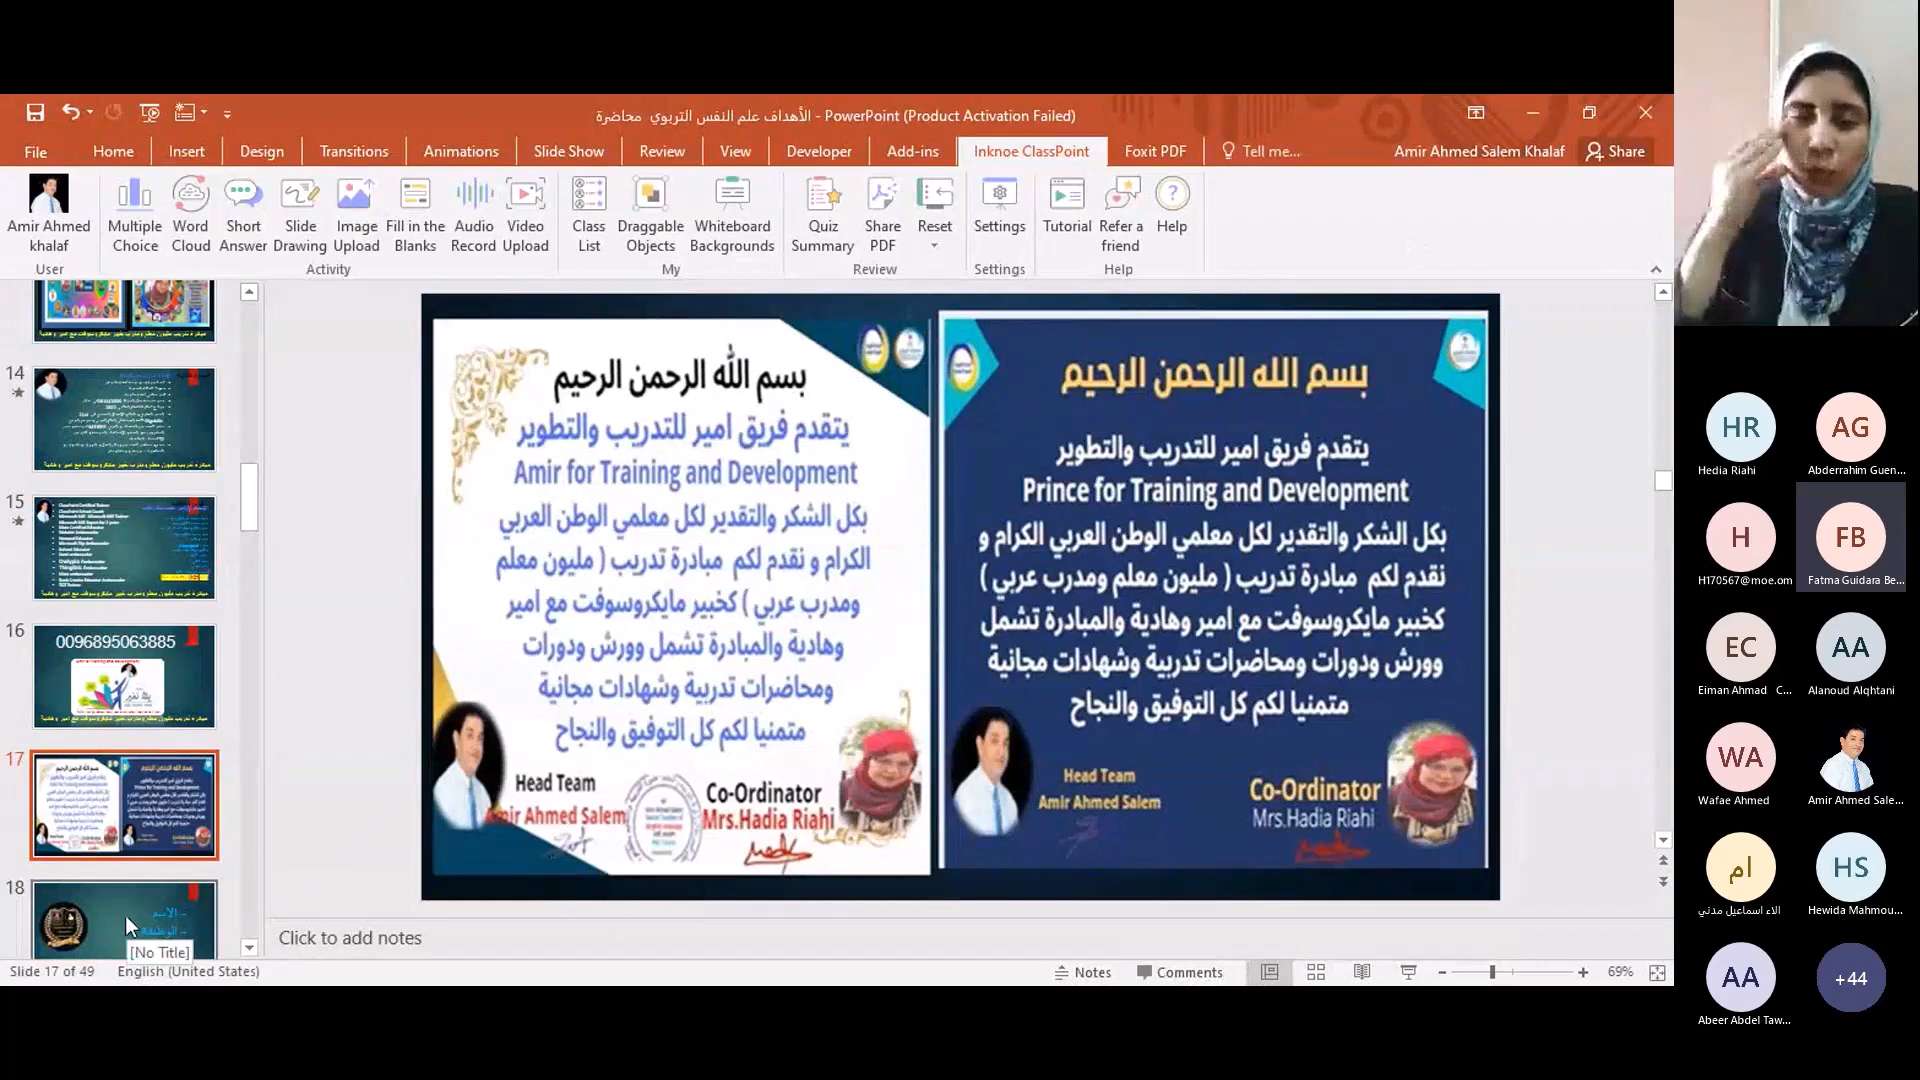 الأهداف علم النفس التربوي محاضرة - PowerPoint (Product Activation Failed)
File Home Insert Design Transitions Animations Slide Show Review View Developer Add-ins Inknoe ClassPoint Foxit PDF Tell me... Amir Ahmed Salem Khalaf Share
Amir Ahmed khalaf
User
Multiple Choice
Word Cloud
Short Answer
Slide Drawing
Image Upload
Fill in the Blanks
Audio Record
Video Upload
Activity
Class List
Draggable Objects
Whiteboard Backgrounds
My
Quiz Summary
Share PDF
Reset
Review
Settings
Settings
Tutorial
Refer a friend
Help
Help
14
15
16
0096895063885
17
18
- الاسم
- الوظيفة
[No Title]
بسم الله الرحمن الرحيم
يتقدم فريق امير للتدريب والتطوير
Amir for Training and Development
بكل الشكر والتقدير لكل معلمي الوطن العربي
الكرام و نقدم لكم مبادرة تدريب ( مليون معلم
ومدرب عربي ) كخبير مايكروسوفت مع امير
وهادية والمبادرة تشمل وورش ودورات
ومحاضرات تدربية وشهادات مجانية
متمنيا لكم كل التوفيق والنجاح
Head Team
Amir Ahmed Salem
Co-Ordinator
Mrs.Hadia Riahi
بسم الله الرحمن الرحيم
يتقدم فريق امير للتدريب والتطوير
Prince for Training and Development
بكل الشكر والتقدير لكل معلمي الوطن العربي الكرام و
نقدم لكم مبادرة تدريب ( مليون معلم ومدرب عربي )
كخبير مايكروسوفت مع امير وهادية والمبادرة تشمل
وورش ودورات ومحاضرات تدربية وشهادات مجانية
متمنيا لكم كل التوفيق والنجاح
Head Team
Amir Ahmed Salem
Co-Ordinator
Mrs.Hadia Riahi
Click to add notes
Slide 17 of 49 English (United States) Notes Comments 69%
HR
Hedia Riahi
AG
Abderrahim Guen...
H
H170567@moe.om
FB
Fatma Guidara Be...
EC
Eiman Ahmad C...
AA
Alanoud Alqhtani
WA
Wafae Ahmed
Amir Ahmed Sale...
ام
الاء اسماعيل مدني
HS
Hewida Mahmou...
AA
Abeer Abdel Taw...
+44